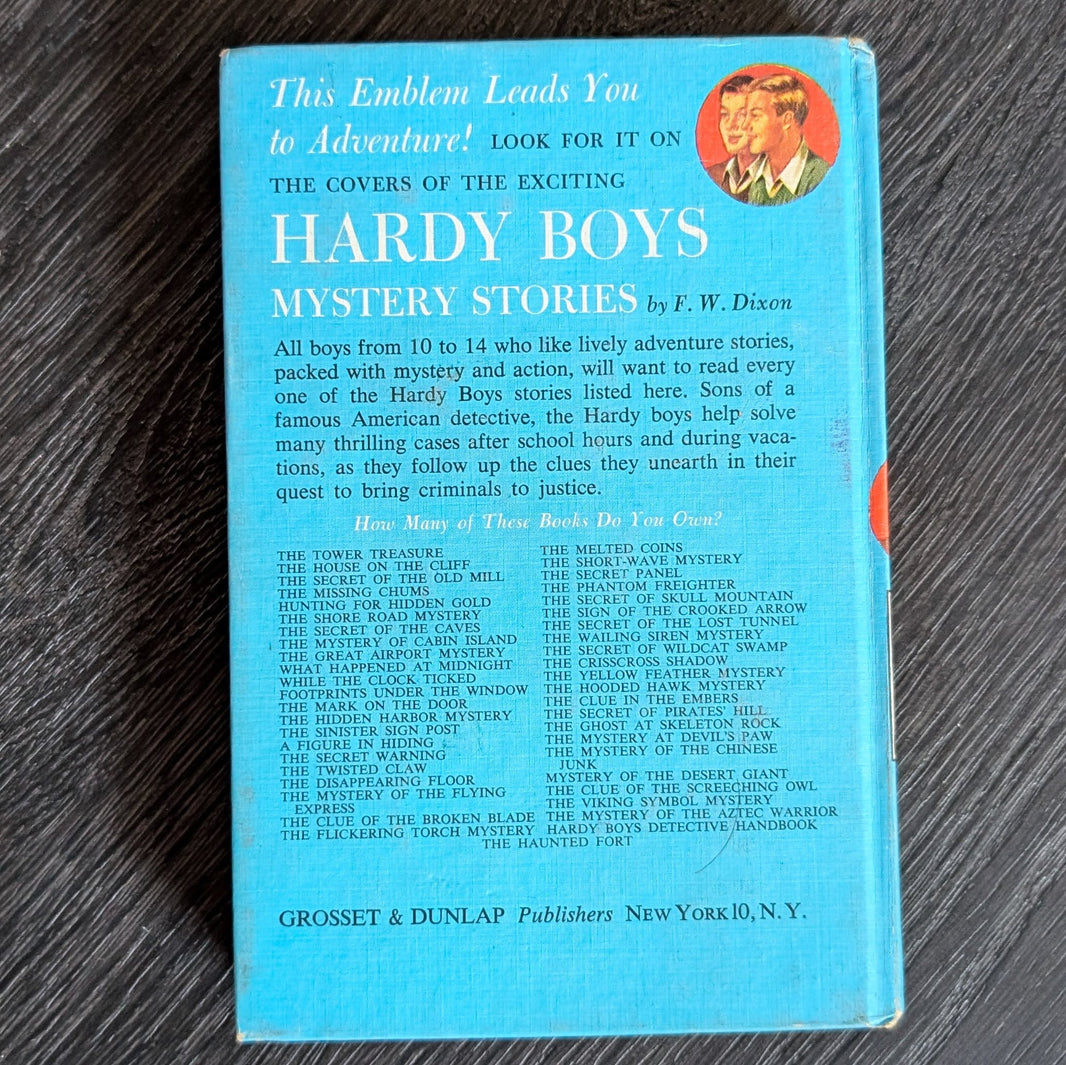 This Emblem Leads You
to Adventure! LOOK FOR IT ON
THE COVERS OF THE EXCITING
HARDY BOYS
MYSTERY STORIES by F. W. Dixon
All boys from 10 to 14 who like lively adventure stories,
packed with mystery and action, will want to read every
one of the Hardy Boys stories listed here. Sons of a
famous American detective, the Hardy boys help solve
many thrilling cases after school hours and during vaca-
tions, as they follow up the clues they unearth in their
quest to bring criminals to justice.
How Many of These Books Do You Own?
THE TOWER TREASURE
THE HOUSE ON THE CLIFF
THE SECRET OF THE OLD MILL
THE MISSING CHUMS
HUNTING FOR HIDDEN GOLD
THE SHORE ROAD MYSTERY
THE SECRET OF THE CAVES
THE MYSTERY OF CABIN ISLAND
THE GREAT AIRPORT MYSTERY
WHAT HAPPENED AT MIDNIGHT
WHILE THE CLOCK TICKED
FOOTPRINTS UNDER THE WINDOW
THE MARK ON THE DOOR
THE HIDDEN HARBOR MYSTERY
THE SINISTER SIGN POST
A FIGURE IN HIDING
THE SECRET WARNING
THE TWISTED CLAW
THE DISAPPEARING FLOOR
THE MYSTERY OF THE FLYING
EXPRESS
THE CLUE OF THE BROKEN BLADE
THE FLICKERING TORCH MYSTERY
THE MELTED COINS
THE SHORT-WAVE MYSTERY
THE SECRET PANEL
THE PHANTOM FREIGHTER
THE SECRET OF SKULL MOUNTAIN
THE SIGN OF THE CROOKED ARROW
THE SECRET OF THE LOST TUNNEL
THE WAILING SIREN MYSTERY
THE SECRET OF WILDCAT SWAMP
THE CRISSCROSS SHADOW
THE YELLOW FEATHER MYSTERY
THE HOODED HAWK MYSTERY
THE CLUE IN THE EMBERS
THE SECRET OF PIRATES' HILL
THE GHOST AT SKELETON ROCK
THE MYSTERY AT DEVIL'S PAW
THE MYSTERY OF THE CHINESE
JUNK
MYSTERY OF THE DESERT GIANT
THE CLUE OF THE SCREECHING OWL
THE VIKING SYMBOL MYSTERY
THE MYSTERY OF THE AZTEC WARRIOR
HARDY BOYS DETECTIVE HANDBOOK
THE HAUNTED FORT
GROSSET & DUNLAP Publishers NEW YORK 10, N. Y.